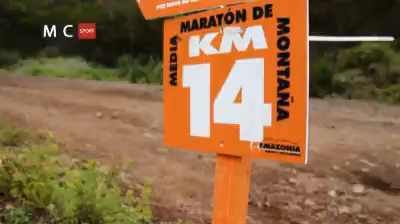 MC SPORT
MARATÓN DE
MEDIA
KM
14
MONTAÑA
AMAZONIA